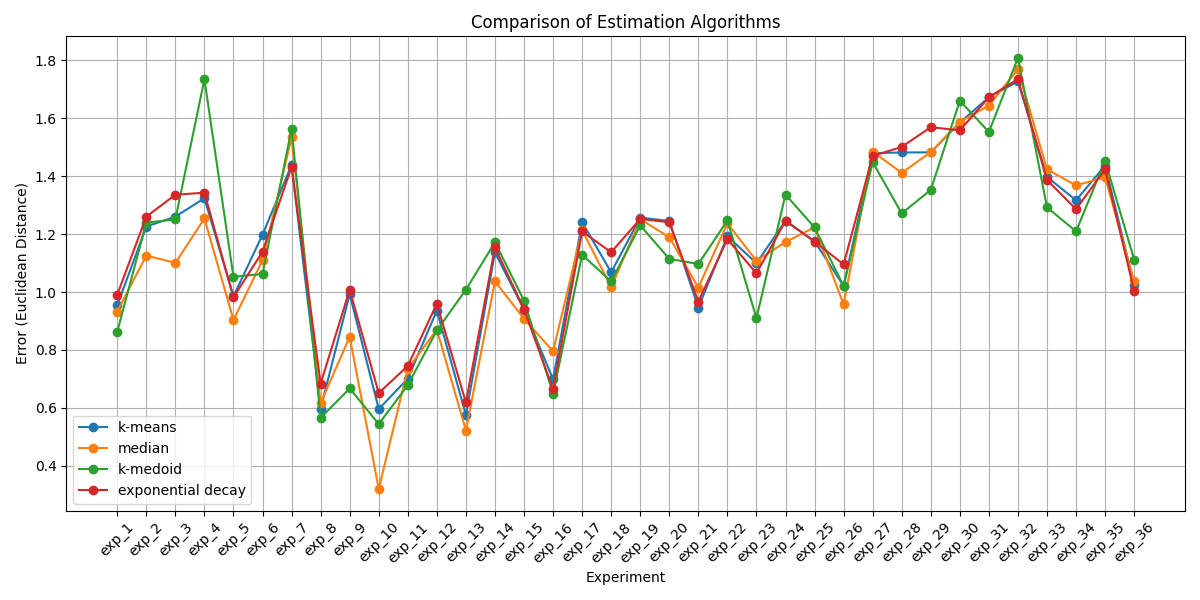 Comparison of Estimation Algorithms
Error (Euclidean Distance)
1.8
1.6
1.4
1.2
1.0
0.8
0.6
0.4
k-means
median
k-medoid
exponential decay
exp_1
exp_2
exp_3
exp_4
exp_5
exp_6
exp_7
exp_8
exp_9
exp_10
exp_11
exp_12
exp_13
exp_14
exp_15
exp_16
exp_17
exp_18
exp_19
exp_20
exp_21
exp_22
exp_23
exp_24
exp_25
exp_26
exp_27
exp_28
exp_29
exp_30
exp_31
exp_32
exp_33
exp_34
exp_35
exp_36
Experiment